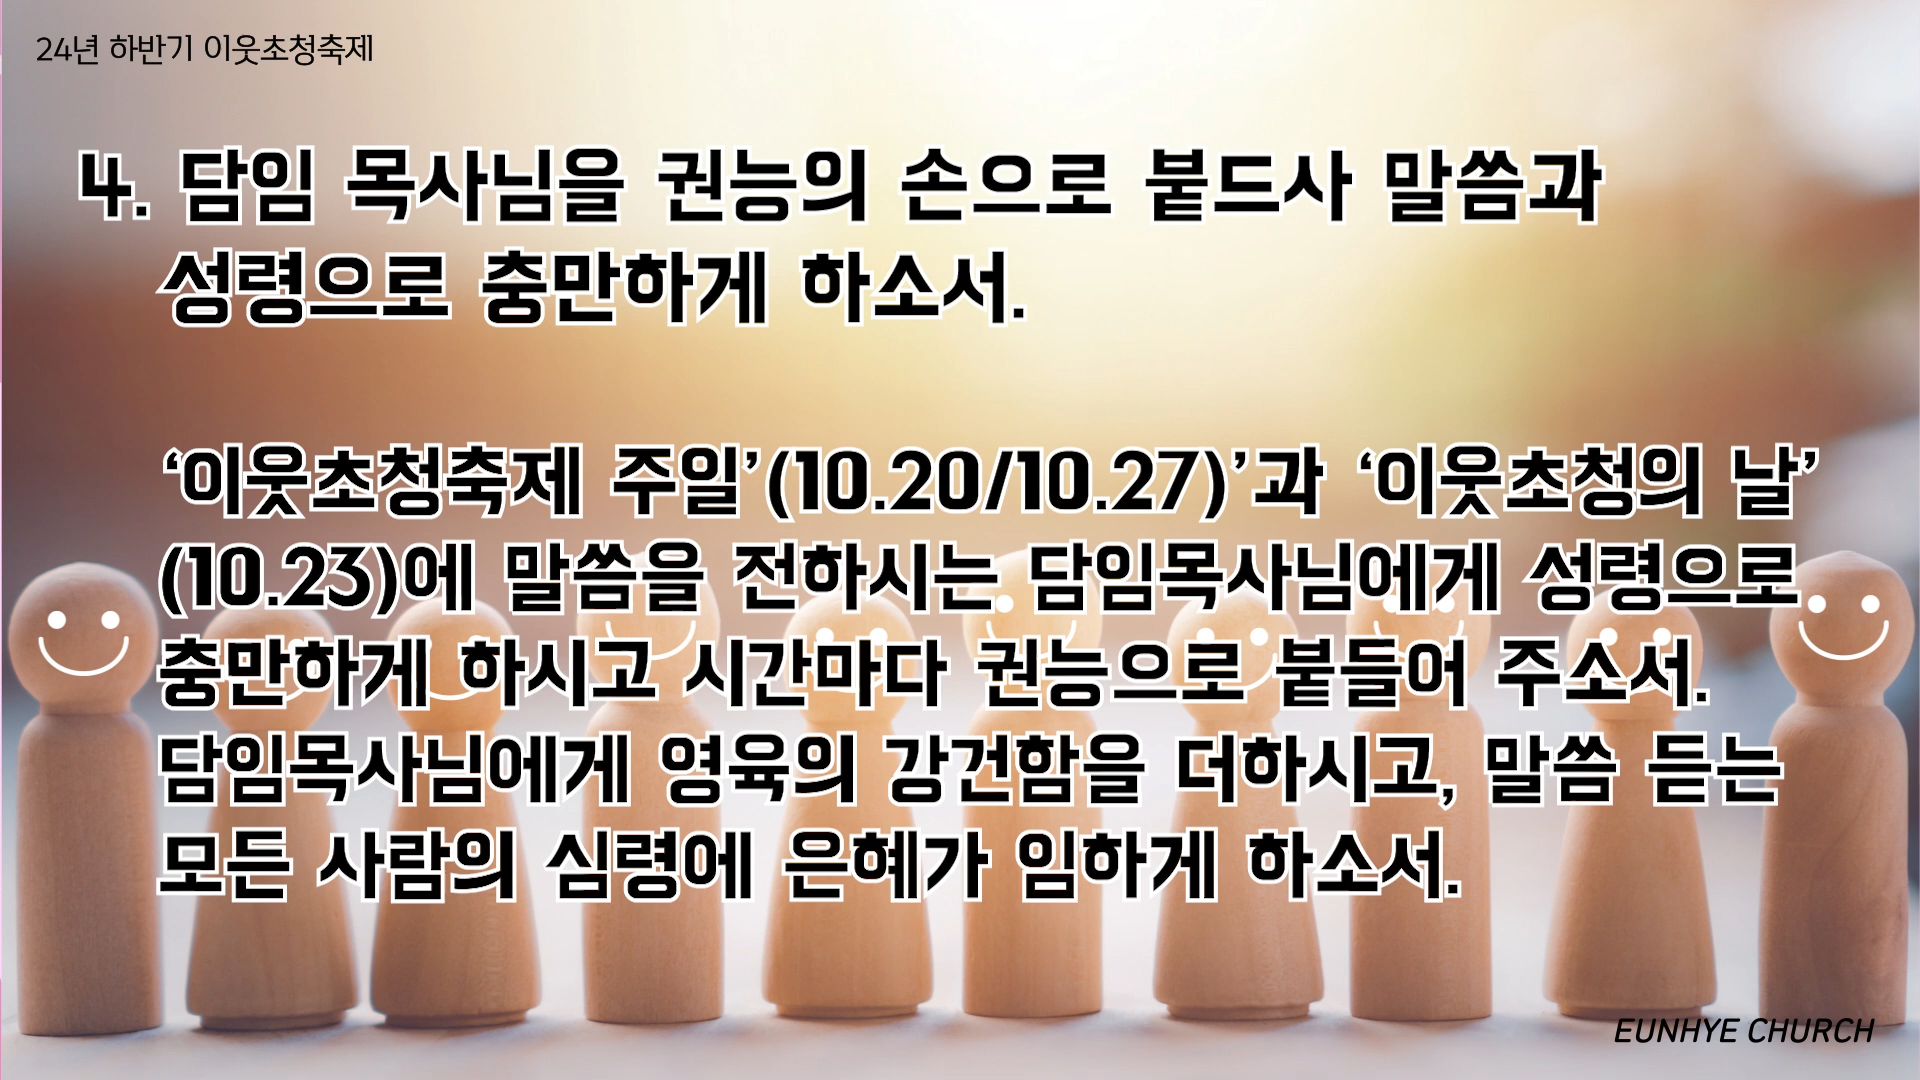 24년 하반기 이웃초청축제
4. 담임 목사님을 권능의 손으로 붙드사 말씀과
성령으로 충만하게 하소서.
‘이웃초청축제 주일’(10.20/10.27)’과 ‘이웃초청의 날’
(10.23)에 말씀을 전하시는 담임목사님에게 성령으로
충만하게 하시고 시간마다 권능으로 붙들어 주소서.
담임목사님에게 영육의 강건함을 더하시고, 말씀 듣는
모든 사람의 심령에 은혜가 임하게 하소서.
EUNHYE CHURCH